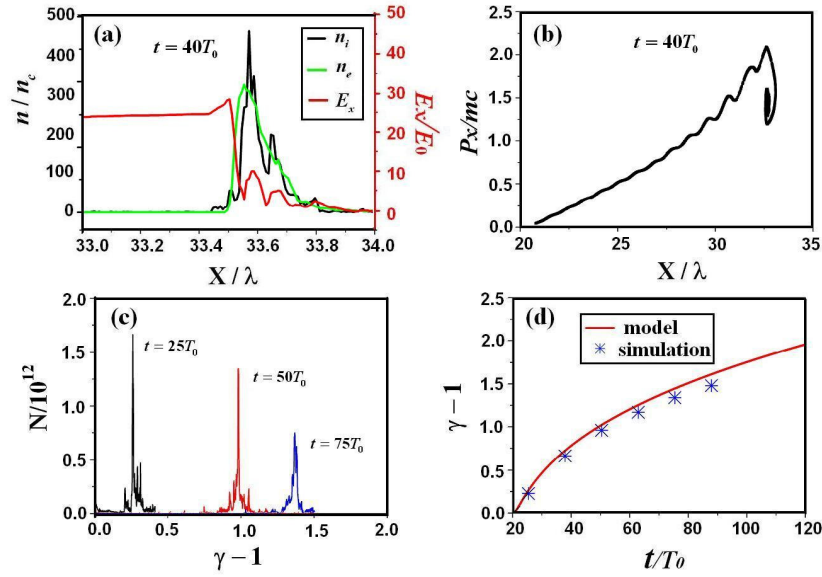 (a)
t = 40T₀
nᵢ
nₑ
Eₓ
n / n_c
Ex/E₀
500
400
300
200
100
0
50
40
30
20
10
0
33.0 33.2 33.4 33.6 33.8 34.0
X / λ
(b)
t = 40T₀
Px/mc
2.5
2.0
1.5
1.0
0.5
0.0
20 25 30 35
X / λ
(c)
t = 25T₀
t = 50T₀
t = 75T₀
N/10¹²
2.0
1.5
1.0
0.5
0.0
0.0 0.5 1.0 1.5 2.0
γ − 1
(d)
model
simulation
γ − 1
2.5
2.0
1.5
1.0
0.5
0.0
20 40 60 80 100 120
t/T₀